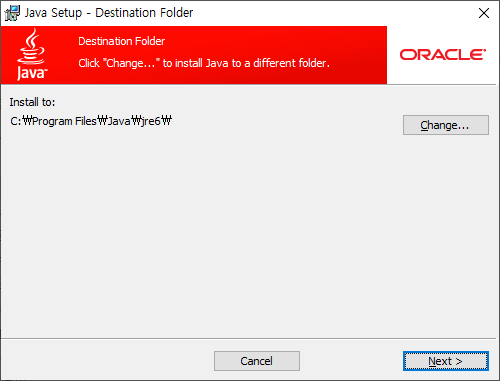 Java Setup - Destination Folder
Destination Folder
Click "Change..." to install Java to a different folder.
Java™
ORACLE
Install to:
C:₩Program Files₩Java₩jre6₩
Change...
Cancel
Next >